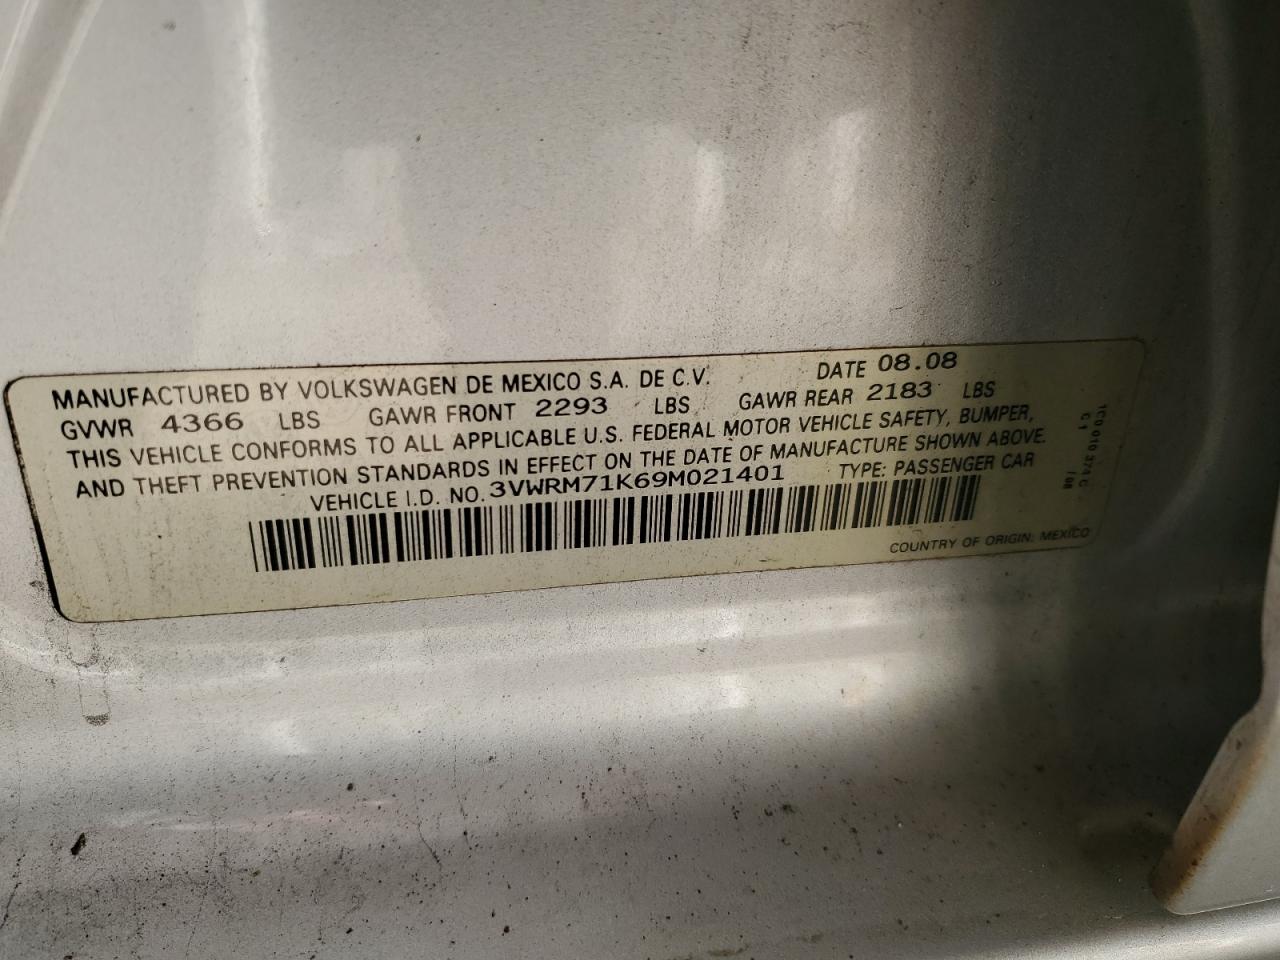 MANUFACTURED BY VOLKSWAGEN DE MEXICO S.A. DE C.V. DATE 08.08
GVWR 4366 LBS GAWR FRONT 2293 LBS GAWR REAR 2183 LBS
THIS VEHICLE CONFORMS TO ALL APPLICABLE U.S. FEDERAL MOTOR VEHICLE SAFETY, BUMPER,
AND THEFT PREVENTION STANDARDS IN EFFECT ON THE DATE OF MANUFACTURE SHOWN ABOVE.
VEHICLE I.D. NO. 3VWRM71K69M021401 TYPE: PASSENGER CAR
COUNTRY OF ORIGIN: MEXICO